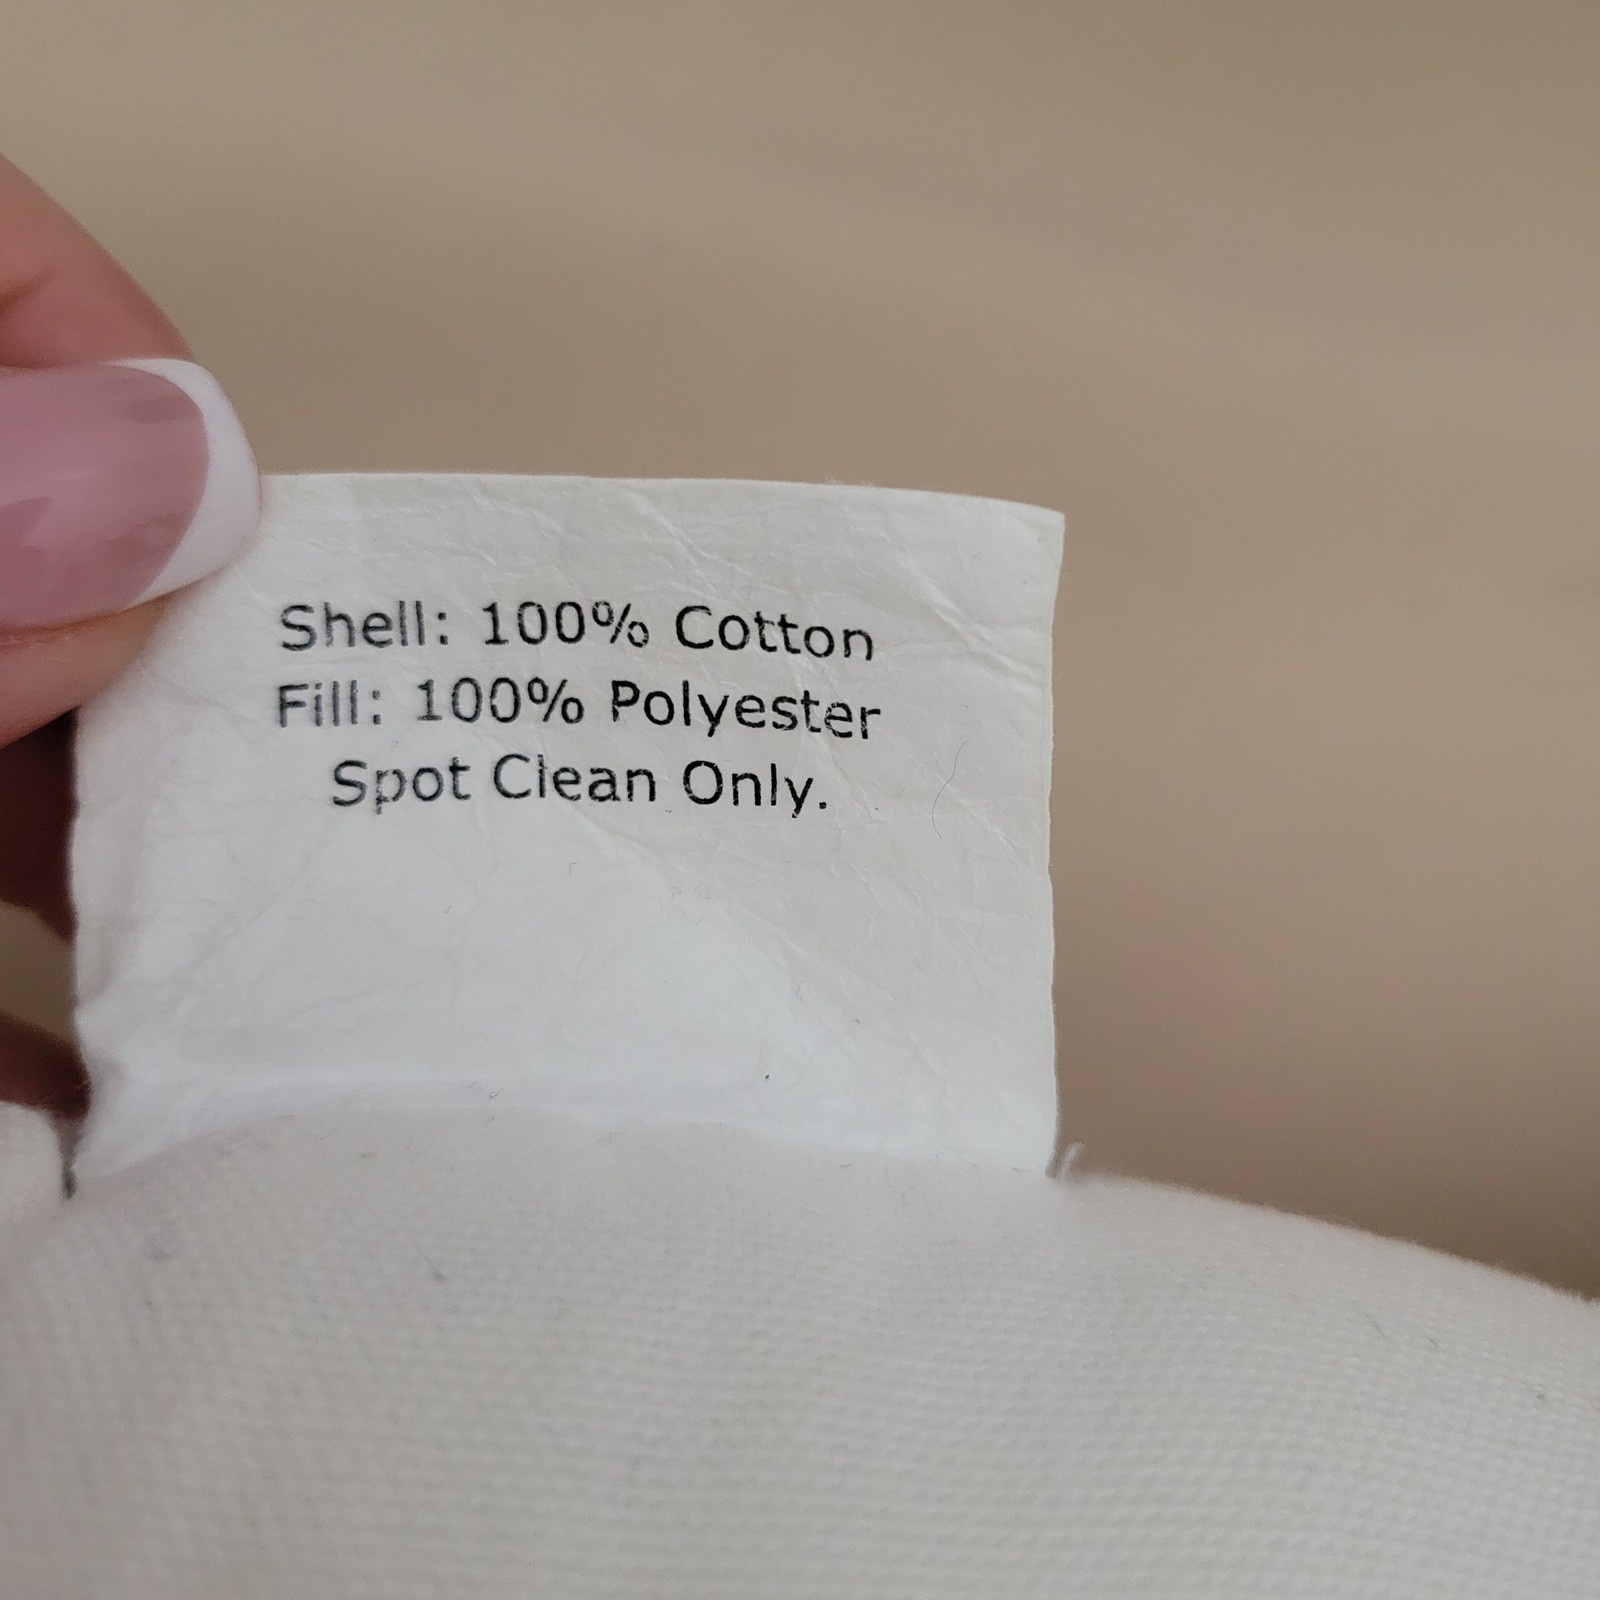 Shell: 100% Cotton
Fill: 100% Polyester
Spot Clean Only.